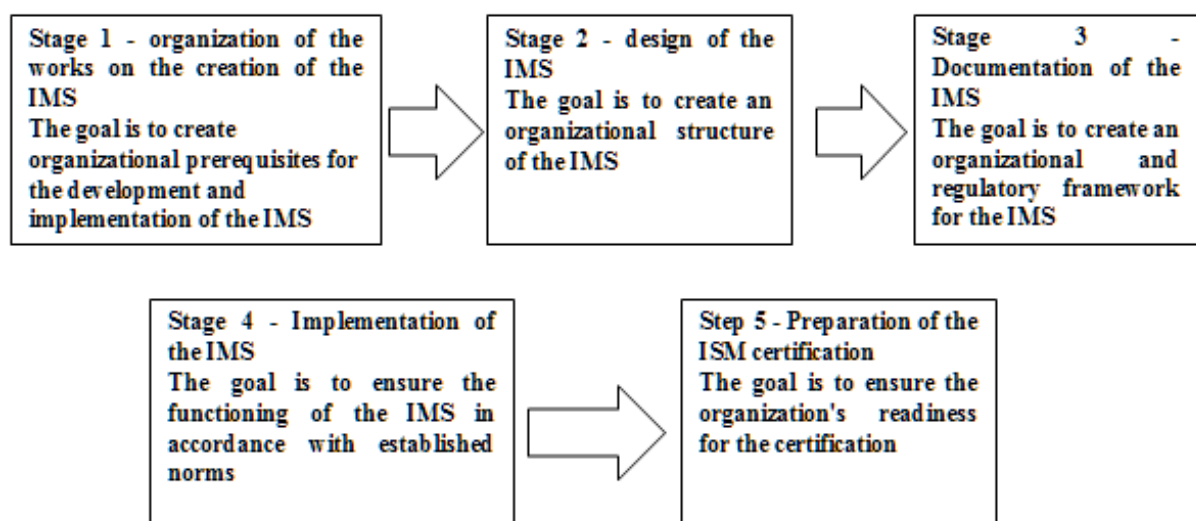 Stage 1 - organization of the
works on the creation of the
IMS
The goal is to create
organizational prerequisites for
the development and
implementation of the IMS
Stage 2 - design of the
IMS
The goal is to create an
organizational structure
of the IMS
Stage 3 -
Documentation of the
IMS
The goal is to create an
organizational and
regulatory framework
for the IMS
Stage 4 - Implementation of
the IMS
The goal is to ensure the
functioning of the IMS in
accordance with established
norms
Step 5 - Preparation of the
ISM certification
The goal is to ensure the
organization's readiness
for the certification